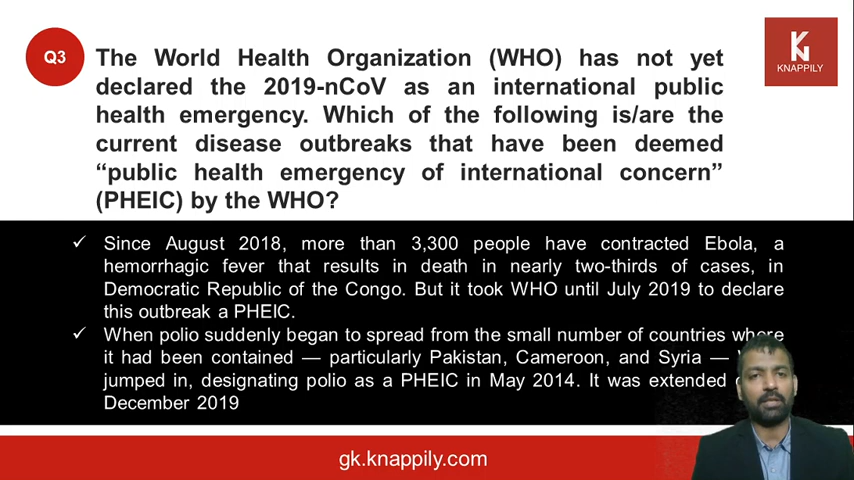 Q3
The World Health Organization (WHO) has not yet
declared the 2019-nCoV as an international public
health emergency. Which of the following is/are the
current disease outbreaks that have been deemed
“public health emergency of international concern”
(PHEIC) by the WHO?
KNAPPILY
✓ Since August 2018, more than 3,300 people have contracted Ebola, a
hemorrhagic fever that results in death in nearly two-thirds of cases, in
Democratic Republic of the Congo. But it took WHO until July 2019 to declare
this outbreak a PHEIC.
✓ When polio suddenly began to spread from the small number of countries where
it had been contained — particularly Pakistan, Cameroon, and Syria —
jumped in, designating polio as a PHEIC in May 2014. It was extended
December 2019
gk.knappily.com